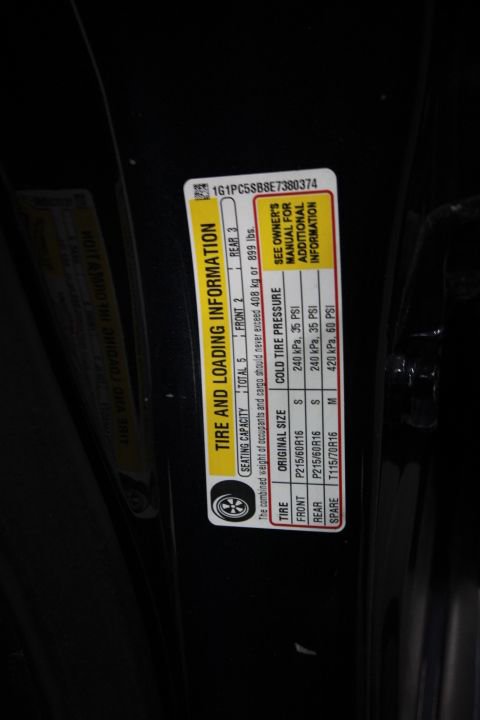 1G1PC5SB8E7380374
TIRE AND LOADING INFORMATION
SEATING CAPACITY TOTAL 5 FRONT 2 REAR 3
The combined weight of occupants and cargo should never exceed 408 kg or 899 lbs.
TIRE ORIGINAL SIZE COLD TIRE PRESSURE
FRONT P215/60R16 S 240 kPa, 35 PSI
REAR P215/60R16 S 240 kPa, 35 PSI
SPARE T115/70R16 M 420 kPa, 60 PSI
SEE OWNER'S
MANUAL FOR
ADDITIONAL
INFORMATION